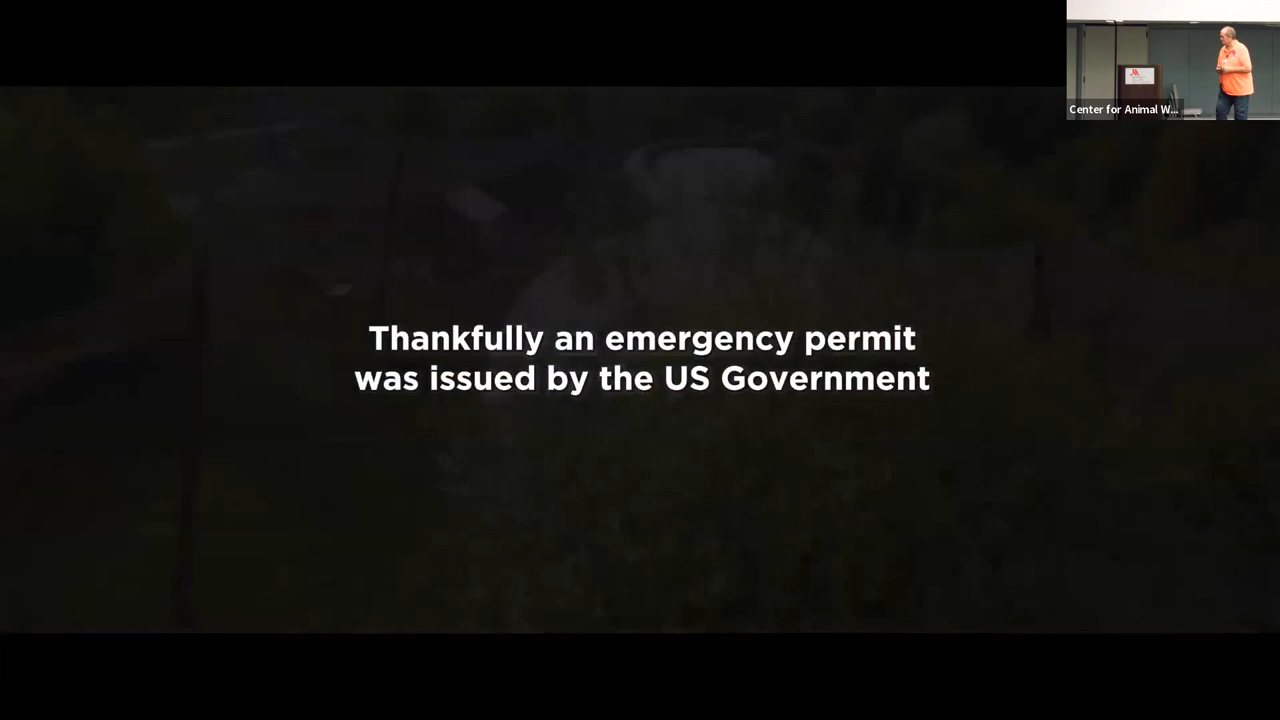 Center for Animal W...
Thankfully an emergency permit
was issued by the US Government